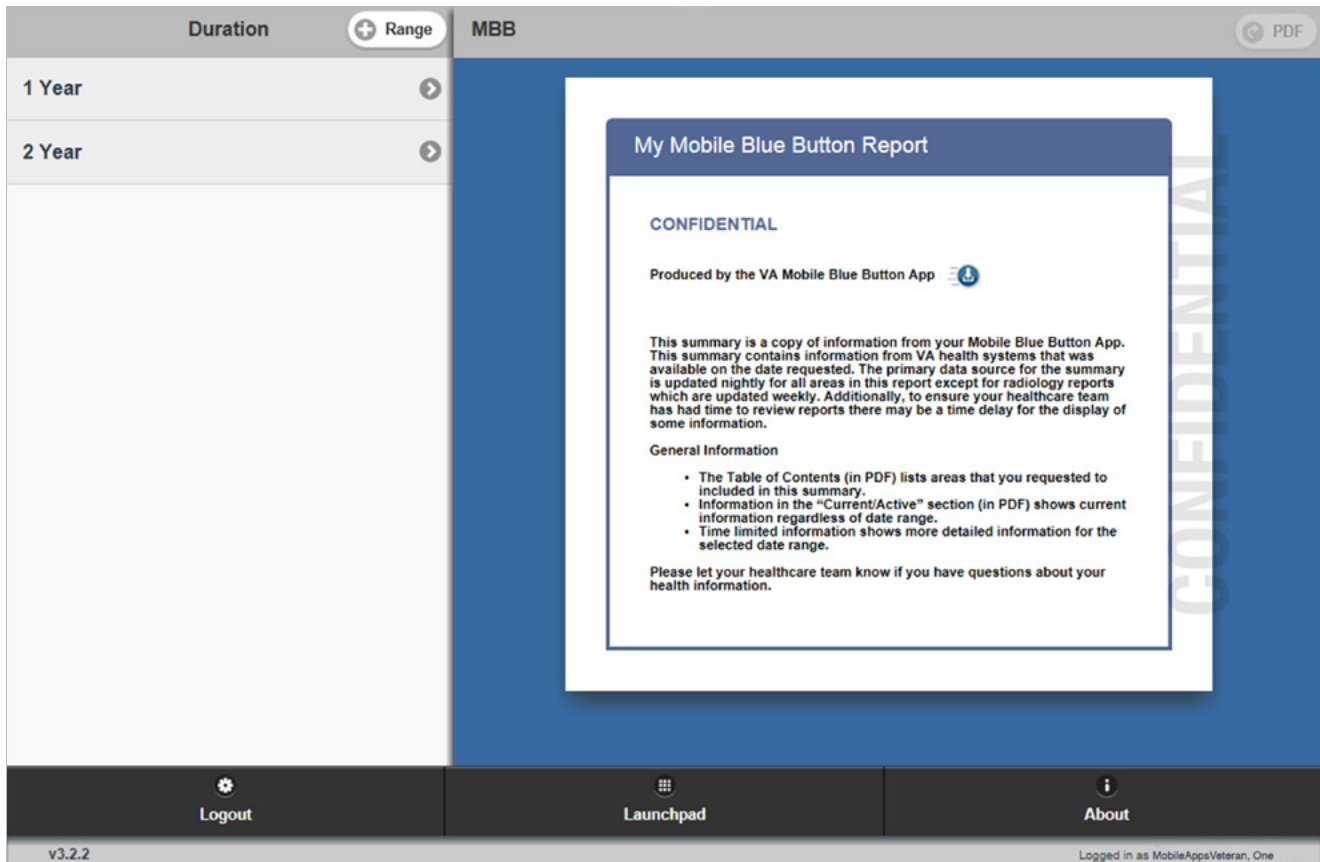 Duration
Range
MBB
PDF
1 Year
2 Year
My Mobile Blue Button Report
CONFIDENTIAL
Produced by the VA Mobile Blue Button App
This summary is a copy of information from your Mobile Blue Button App.
This summary contains information from VA health systems that was
available on the date requested. The primary data source for the summary
is updated nightly for all areas in this report except for radiology reports
which are updated weekly. Additionally, to ensure your healthcare team
has had time to review reports there may be a time delay for the display of
some information.
General Information
• The Table of Contents (in PDF) lists areas that you requested to
included in this summary.
• Information in the “Current/Active” section (in PDF) shows current
information regardless of date range.
• Time limited information shows more detailed information for the
selected date range.
Please let your healthcare team know if you have questions about your
health information.
CONFIDENTIAL
Logout
Launchpad
About
v3.2.2
Logged in as MobileAppsVeteran, One